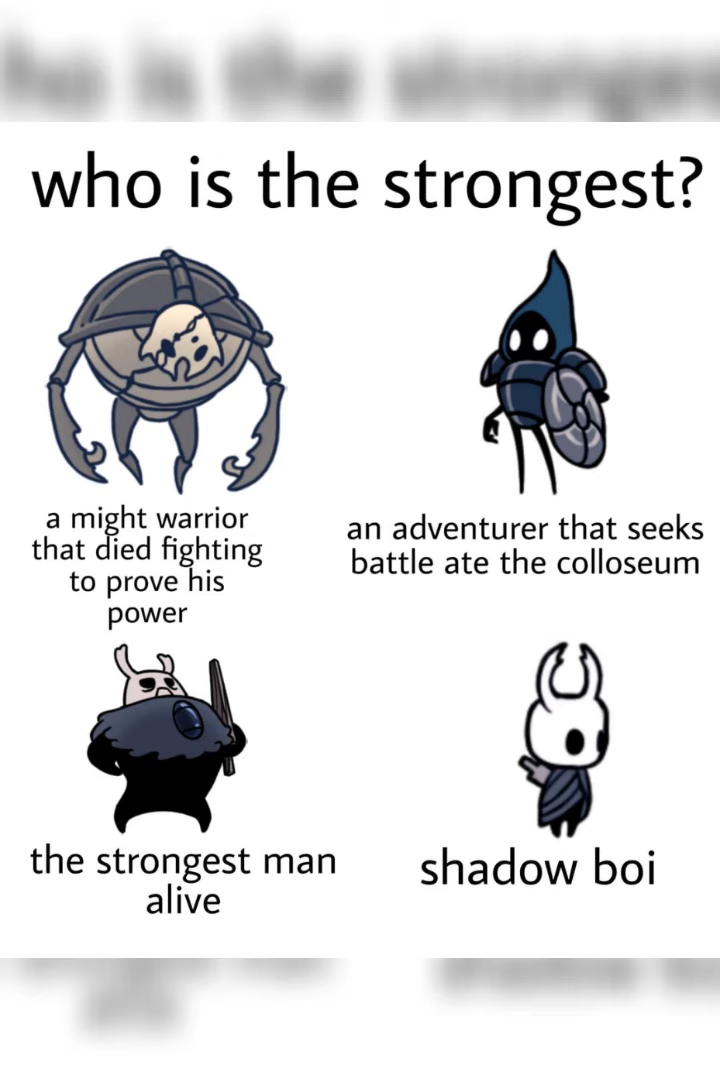 who is the strongest?
a might warrior
that died fighting
to prove his
power
an adventurer that seeks
battle ate the colloseum
the strongest man
alive
shadow boi